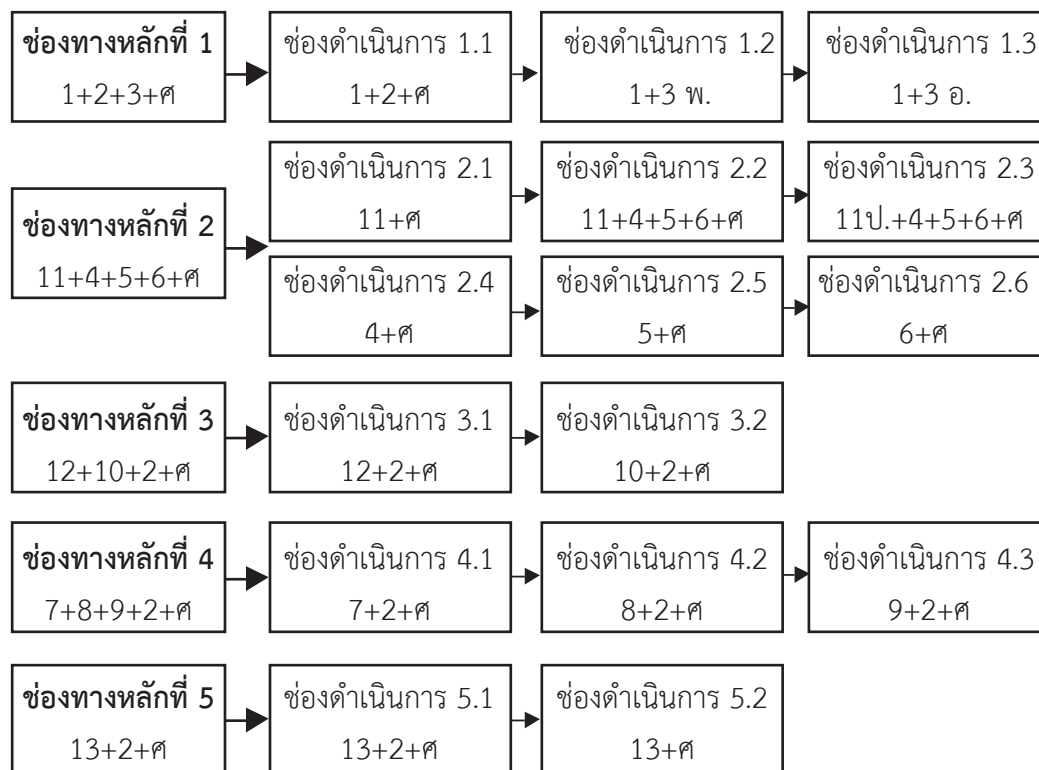 ช่องทางหลักที่ 1
1+2+3+ศ
ช่องดำเนินการ 1.1
1+2+ศ
ช่องดำเนินการ 1.2
1+3 พ.
ช่องดำเนินการ 1.3
1+3 อ.
ช่องทางหลักที่ 2
11+4+5+6+ศ
ช่องดำเนินการ 2.1
11+ศ
ช่องดำเนินการ 2.2
11+4+5+6+ศ
ช่องดำเนินการ 2.3
11ป.+4+5+6+ศ
ช่องดำเนินการ 2.4
4+ศ
ช่องดำเนินการ 2.5
5+ศ
ช่องดำเนินการ 2.6
6+ศ
ช่องทางหลักที่ 3
12+10+2+ศ
ช่องดำเนินการ 3.1
12+2+ศ
ช่องดำเนินการ 3.2
10+2+ศ
ช่องทางหลักที่ 4
7+8+9+2+ศ
ช่องดำเนินการ 4.1
7+2+ศ
ช่องดำเนินการ 4.2
8+2+ศ
ช่องดำเนินการ 4.3
9+2+ศ
ช่องทางหลักที่ 5
13+2+ศ
ช่องดำเนินการ 5.1
13+2+ศ
ช่องดำเนินการ 5.2
13+ศ